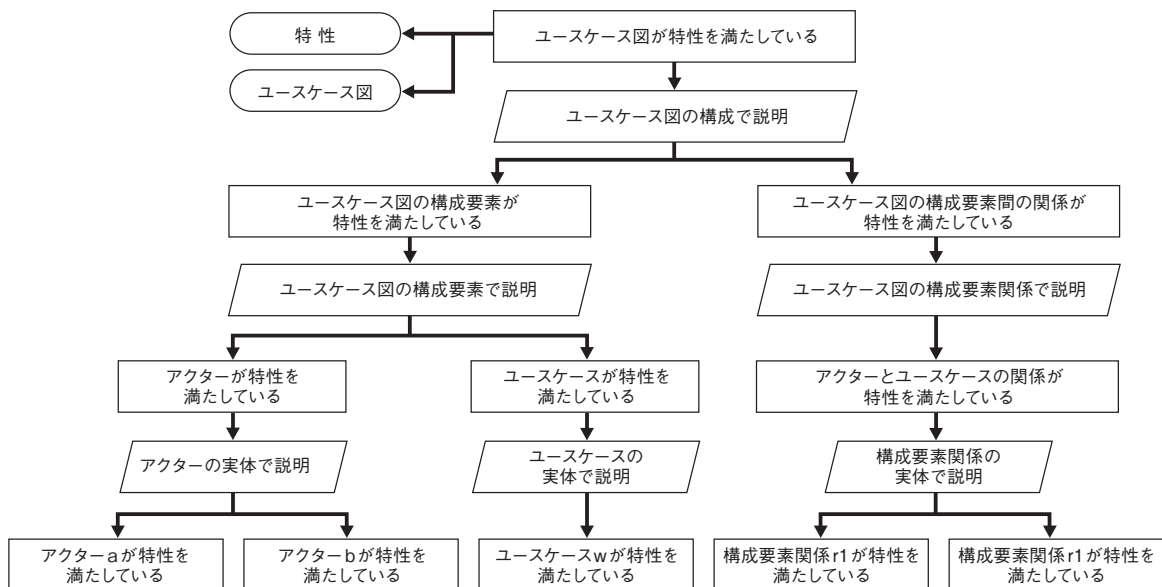 特 性
ユースケース図が特性を満たしている
ユースケース図
ユースケース図の構成で説明
ユースケース図の構成要素が
特性を満たしている
ユースケース図の構成要素間の関係が
特性を満たしている
ユースケース図の構成要素で説明
ユースケース図の構成要素関係で説明
アクターが特性を
満たしている
ユースケースが特性を
満たしている
アクターとユースケースの関係が
特性を満たしている
アクターの実体で説明
ユースケースの
実体で説明
構成要素関係の
実体で説明
アクターaが特性を
満たしている
アクターbが特性を
満たしている
ユースケースwが特性を
満たしている
構成要素関係r1が特性を
満たしている
構成要素関係r1が特性を
満たしている